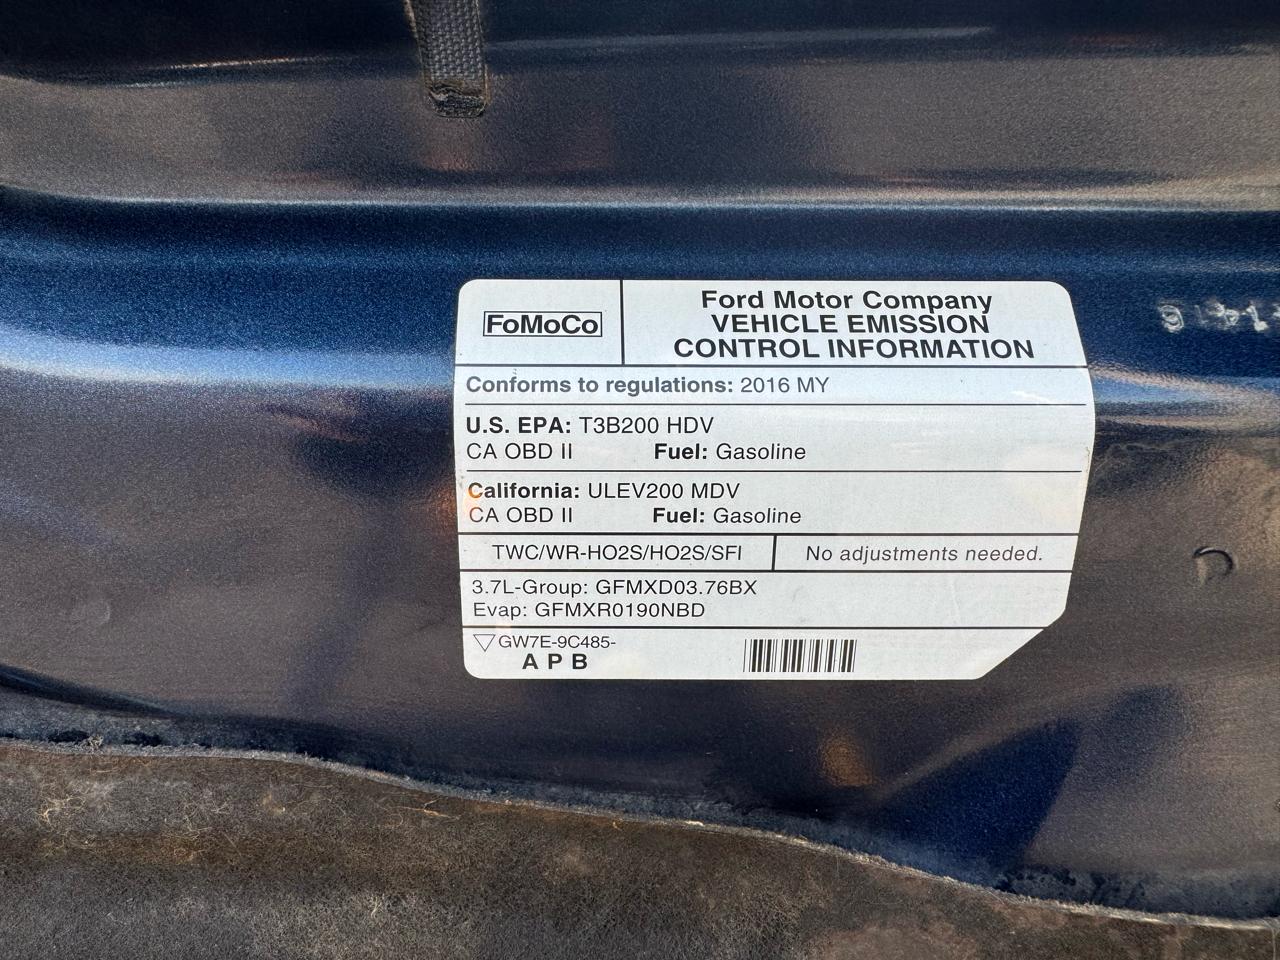 FoMoCo
Ford Motor Company
VEHICLE EMISSION
CONTROL INFORMATION
Conforms to regulations: 2016 MY
U.S. EPA: T3B200 HDV
CA OBD II Fuel: Gasoline
California: ULEV200 MDV
CA OBD II Fuel: Gasoline
TWC/WR-HO2S/HO2S/SFI No adjustments needed.
3.7L-Group: GFMXD03.76BX
Evap: GFMXR0190NBD
GW7E-9C485-
A P B